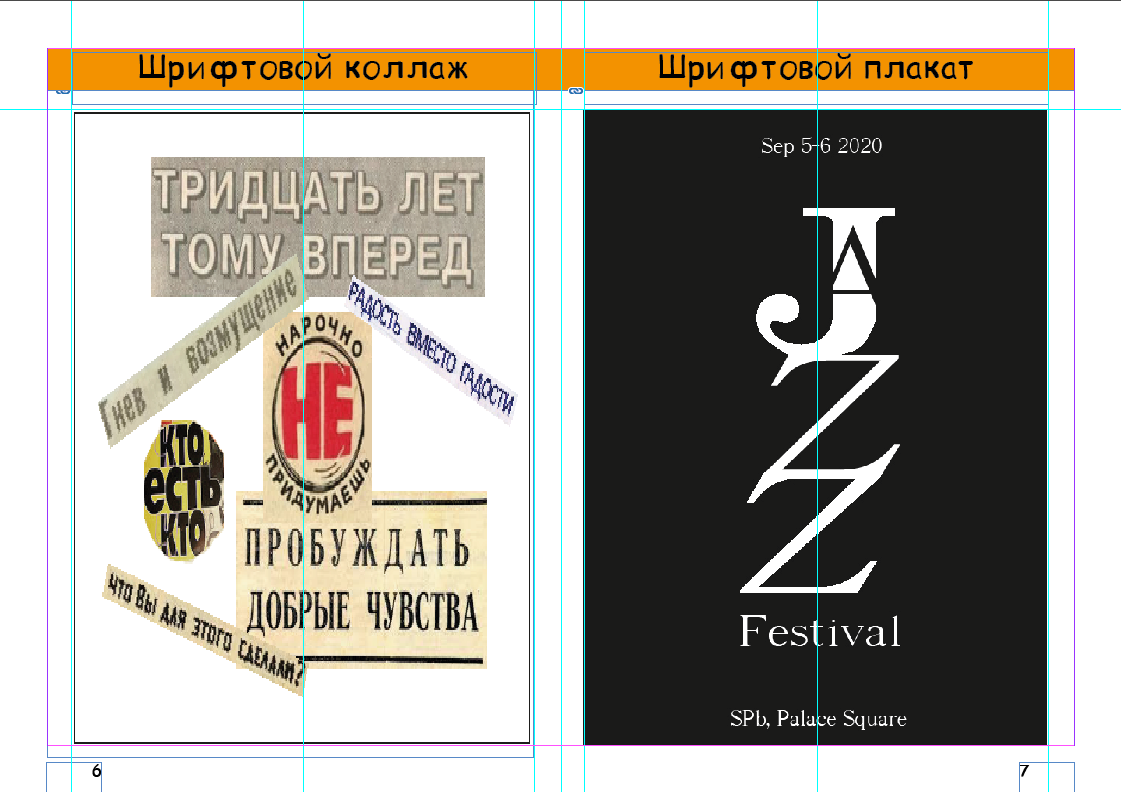 Шрифтовой коллаж
ТРИДЦАТЬ ЛЕТ
ТОМУ ВПЕРЕД
Гнев и возмущение
РАДОСТЬ ВМЕСТО ГАДОСТИ
НАРОЧНО
НЕ
ПРИДУМАЕШЬ
КТО
есть
КТО
ПРОБУЖДАТЬ
ДОБРЫЕ ЧУВСТВА
что Вы для этого сделали?
6
Шрифтовой плакат
Sep 5-6 2020
JAZZ
Festival
SPb, Palace Square
7